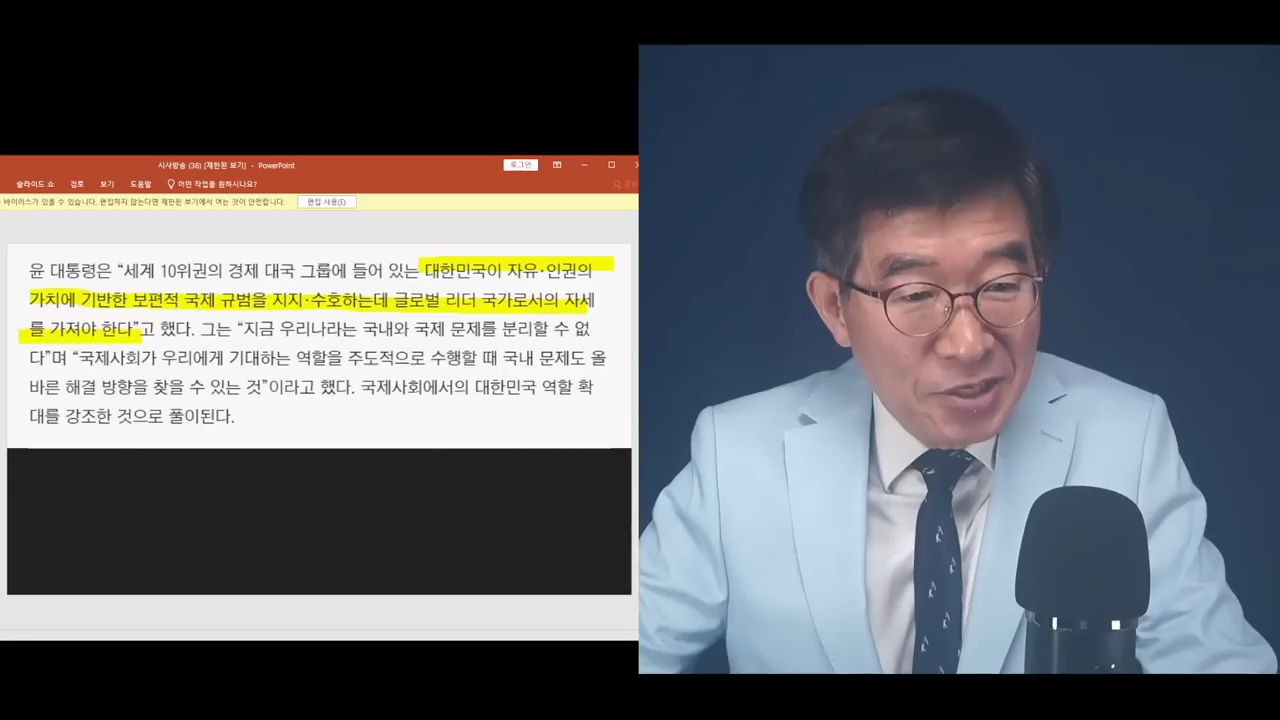 시사방송 (36) [제한된 보기] - PowerPoint
로그인
슬라이드 쇼 검토 보기 도움말 어떤 작업을 원하시나요?
바이러스가 있을 수 있습니다. 편집하지 않는다면 제한된 보기에서 여는 것이 안전합니다. 편집 사용(E)
윤 대통령은 “세계 10위권의 경제 대국 그룹에 들어 있는 대한민국이 자유·인권의
가치에 기반한 보편적 국제 규범을 지지·수호하는데 글로벌 리더 국가로서의 자세
를 가져야 한다”고 했다. 그는 “지금 우리나라는 국내와 국제 문제를 분리할 수 없
다”며 “국제사회가 우리에게 기대하는 역할을 주도적으로 수행할 때 국내 문제도 올
바른 해결 방향을 찾을 수 있는 것”이라고 했다. 국제사회에서의 대한민국 역할 확
대를 강조한 것으로 풀이된다.